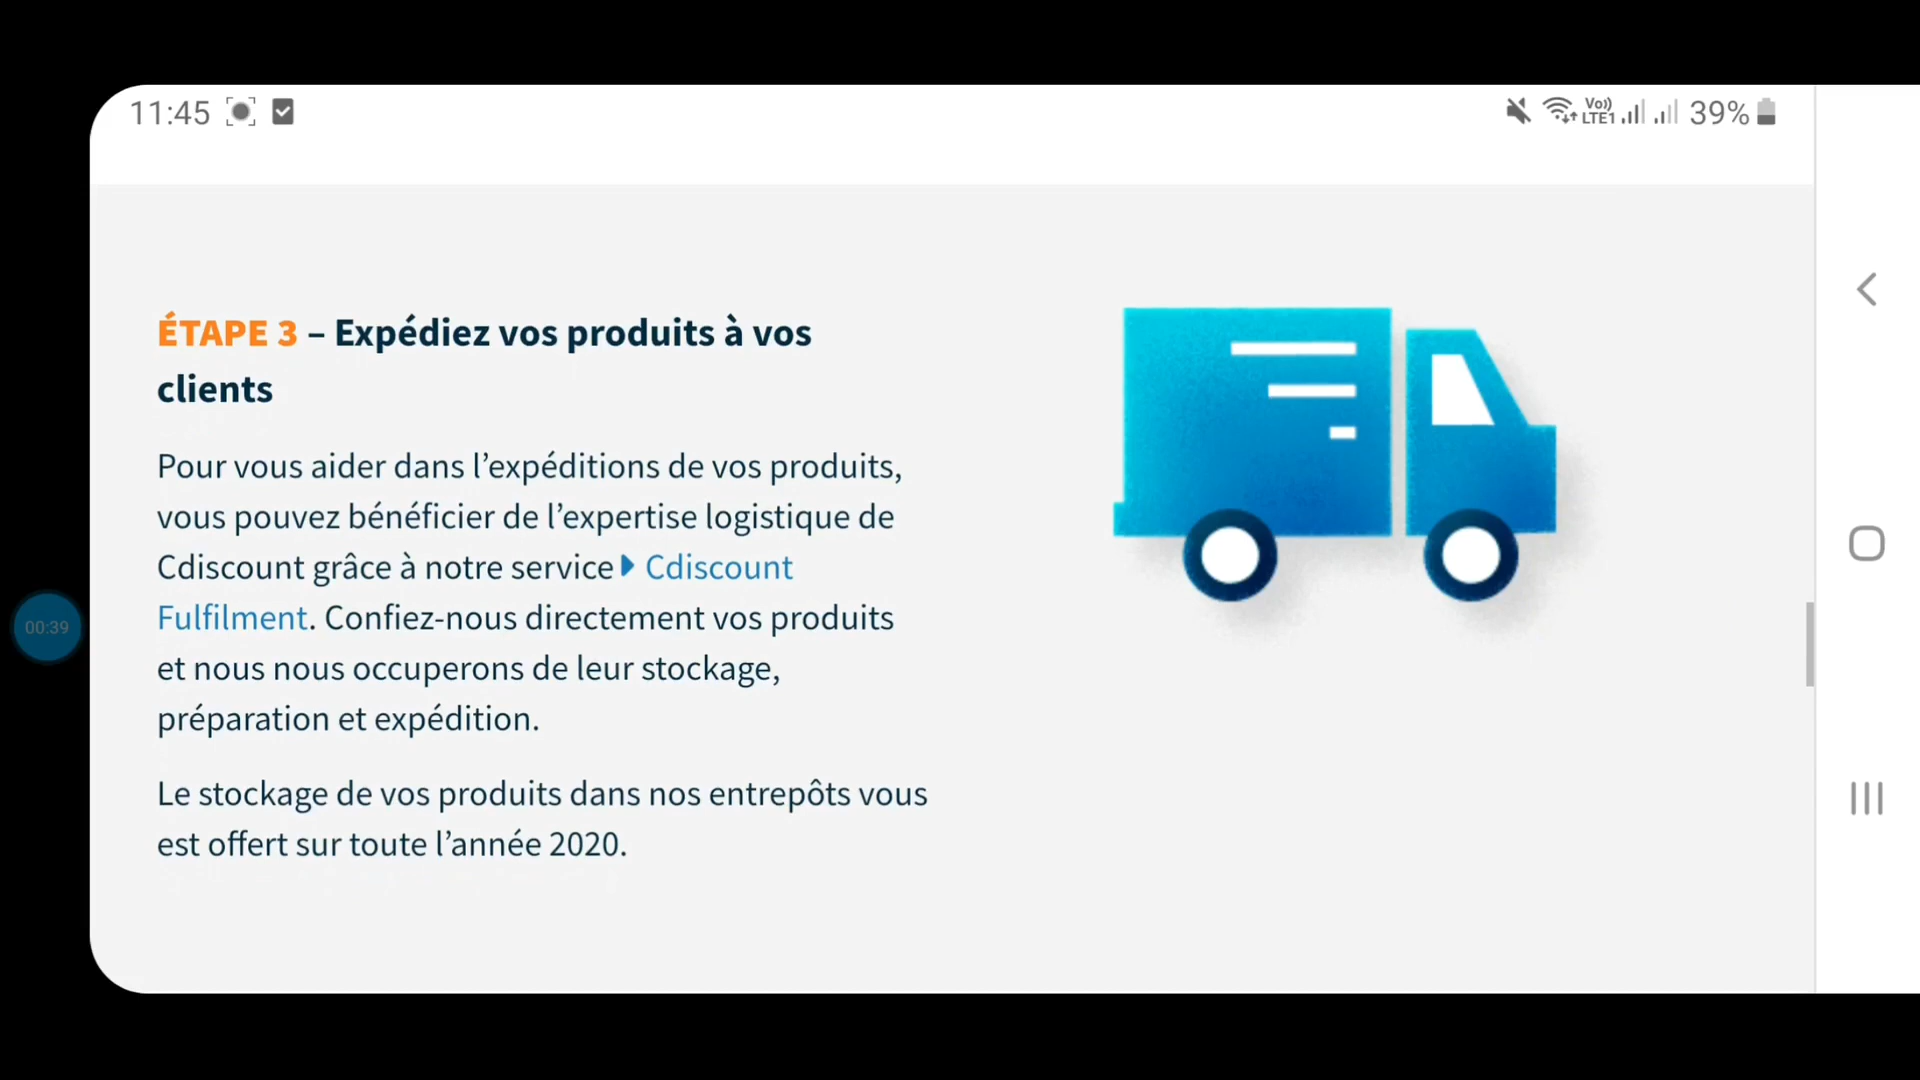 11:45
Vo)) LTE1 39%
ÉTAPE 3 – Expédiez vos produits à vos
clients
Pour vous aider dans l’expéditions de vos produits,
vous pouvez bénéficier de l’expertise logistique de
Cdiscount grâce à notre service Cdiscount
Fulfilment. Confiez-nous directement vos produits
et nous nous occuperons de leur stockage,
préparation et expédition.
Le stockage de vos produits dans nos entrepôts vous
est offert sur toute l’année 2020.
00:39